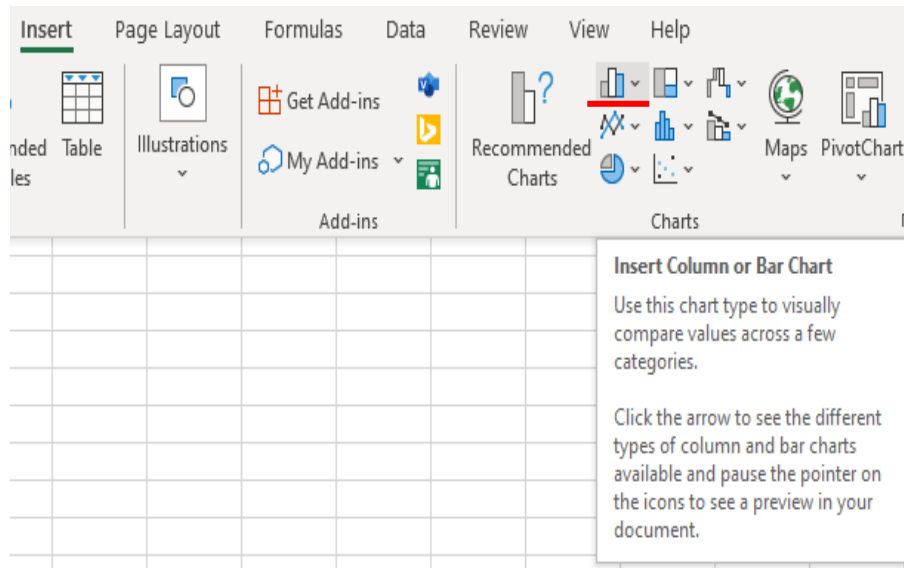 Insert Page Layout Formulas Data Review View Help
nded
les
Table
Illustrations
Get Add-ins
My Add-ins
Add-ins
?
Recommended
Charts
Maps
PivotChart
Charts
Insert Column or Bar Chart
Use this chart type to visually
compare values across a few
categories.
Click the arrow to see the different
types of column and bar charts
available and pause the pointer on
the icons to see a preview in your
document.